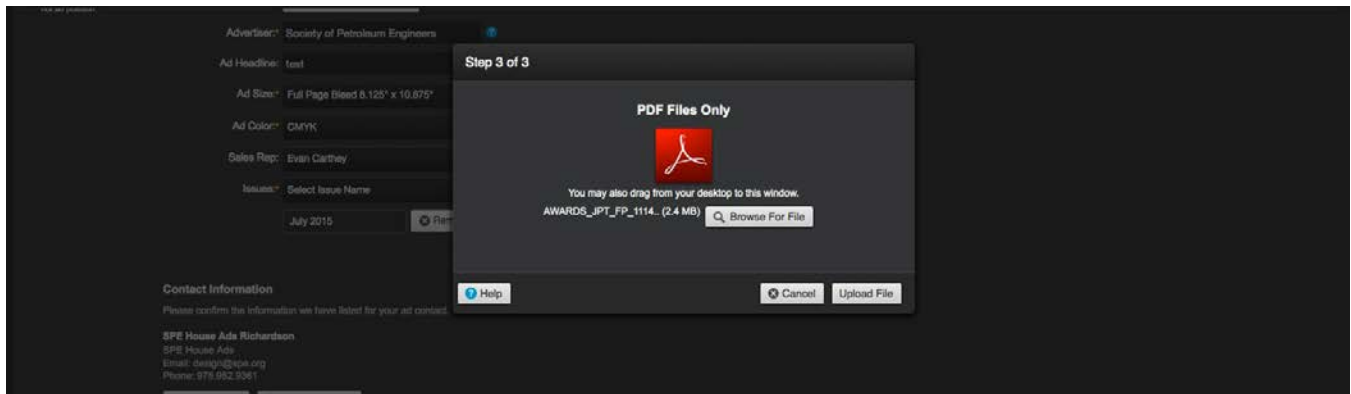 Advertiser:* Society of Petroleum Engineers
Ad Headline: test
Ad Size:* Full Page Bleed 8.125" x 10.875"
Ad Color:* CMYK
Sales Rep: Evan Carthey
Issues:* Select Issue Name
July 2015
Contact Information
Please confirm the information we have listed for your ad contact.
SPE House Ads Richardson
SPE House Ads
Email: design@spe.org
Phone: 972.952.9361
Step 3 of 3
PDF Files Only
You may also drag from your desktop to this window.
AWARDS_JPT_FP_1114.. (2.4 MB) Browse For File
Help Cancel Upload File